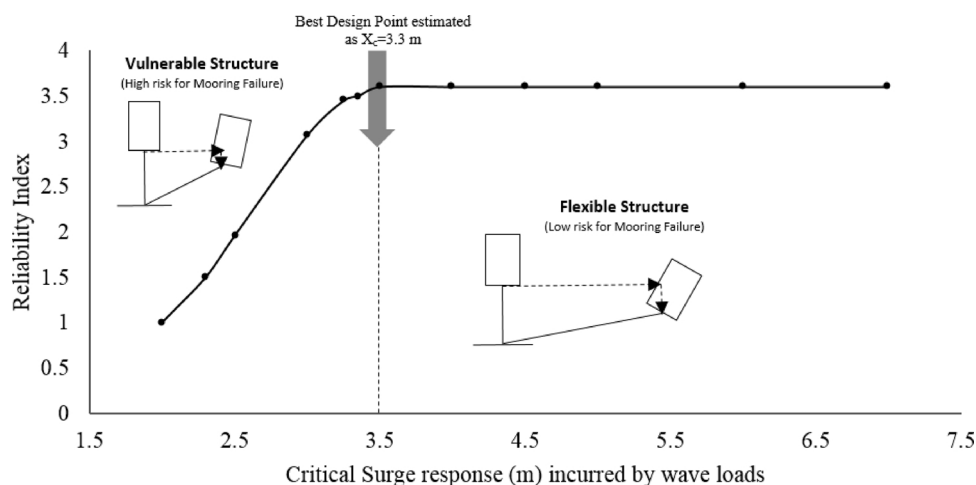 Best Design Point estimated
as Xc=3.3 m
Vulnerable Structure
(High risk for Mooring Failure)
Flexible Structure
(Low risk for Mooring Failure)
Reliability Index
4
3.5
3
2.5
2
1.5
1
0.5
0
1.5 2.5 3.5 4.5 5.5 6.5 7.5
Critical Surge response (m) incurred by wave loads